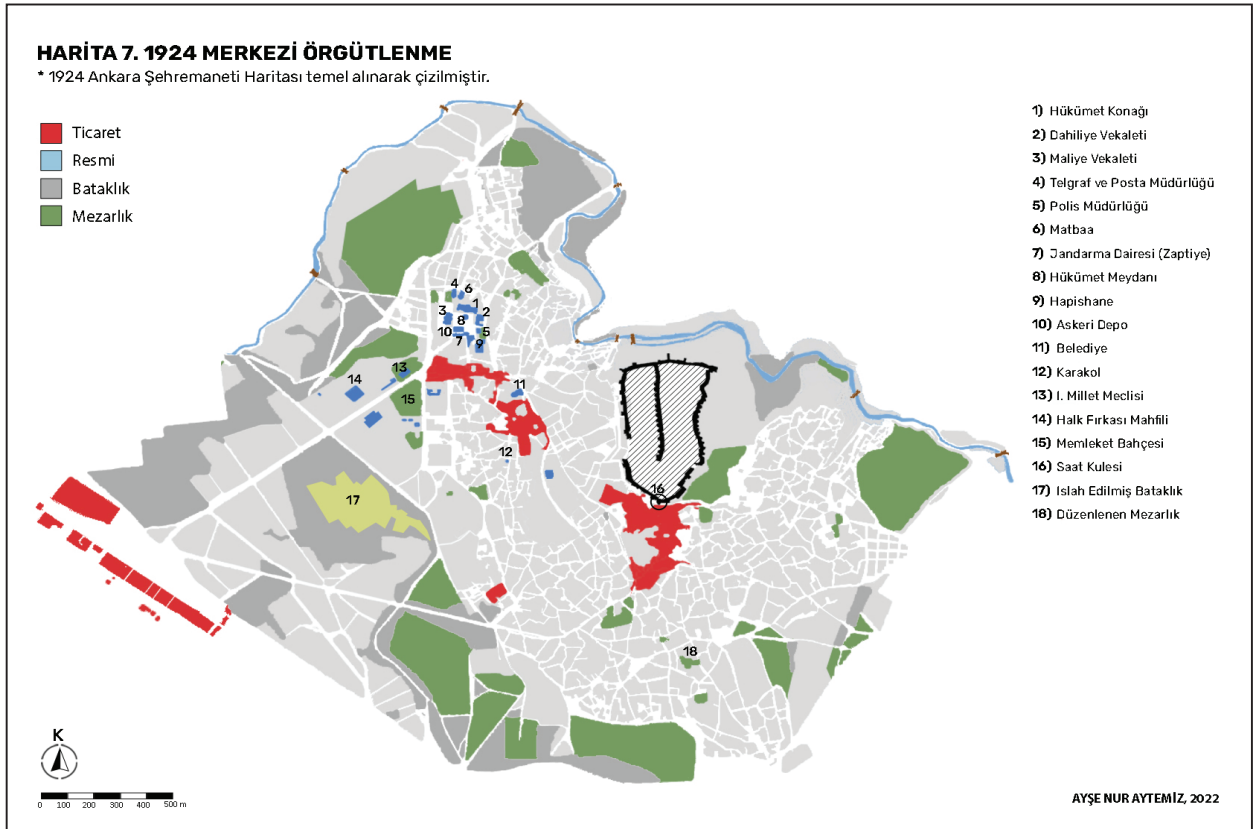 HARİTA 7. 1924 MERKEZİ ÖRGÜTLENME
* 1924 Ankara Şehremaneti Haritası temel alınarak çizilmiştir.
Ticaret
Resmi
Bataklık
Mezarlık
1) Hükümet Konağı
2) Dahiliye Vekaleti
3) Maliye Vekaleti
4) Telgraf ve Posta Müdürlüğü
5) Polis Müdürlüğü
6) Matbaa
7) Jandarma Dairesi (Zaptiye)
8) Hükümet Meydanı
9) Hapishane
10) Askeri Depo
11) Belediye
12) Karakol
13) I. Millet Meclisi
14) Halk Fırkası Mahfili
15) Memleket Bahçesi
16) Saat Kulesi
17) Islah Edilmiş Bataklık
18) Düzenlenen Mezarlık
4 6
1
3 8 2
10 5
7 9
13
14
11
15
12
16
17
18
K
0 100 200 300 400 500 m
AYŞE NUR AYTEMİZ, 2022